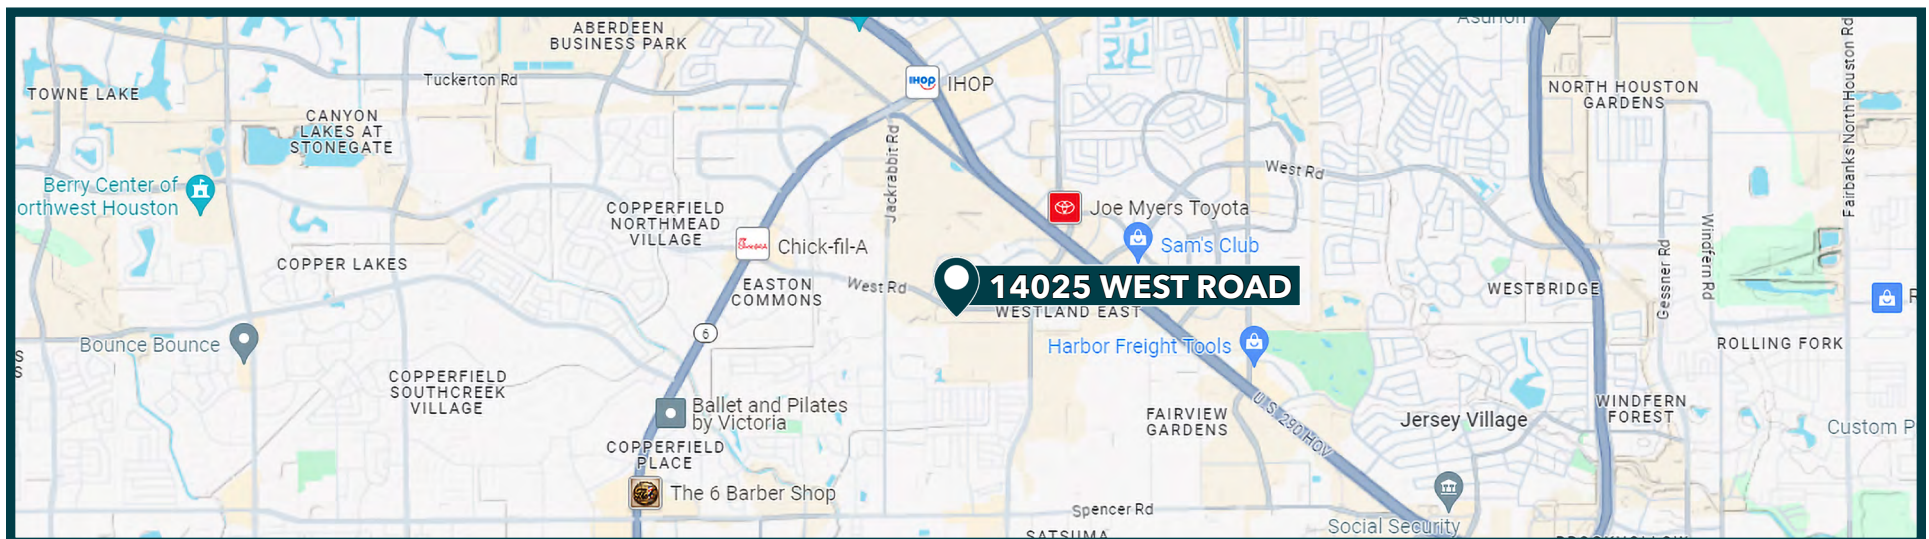 Asurion
ABERDEEN
BUSINESS PARK
Tuckerton Rd
IHOP
IHOP
TOWNE LAKE
NORTH HOUSTON
GARDENS
Fairbanks North Houston Rd
CANYON
LAKES AT
STONEGATE
Jackrabbit Rd
West Rd
Berry Center of
orthwest Houston
COPPERFIELD
NORTHMEAD
VILLAGE
Joe Myers Toyota
Chick-fil-A
Sam's Club
Gessner Rd
Windfern Rd
COPPER LAKES
EASTON
COMMONS
West Rd
14025 WEST ROAD
WESTLAND EAST
WESTBRIDGE
6
Bounce Bounce
Harbor Freight Tools
ROLLING FORK
S
S
COPPERFIELD
SOUTHCREEK
VILLAGE
Ballet and Pilates
by Victoria
FAIRVIEW
GARDENS
U.S. 290 HOV
Jersey Village
WINDFERN
FOREST
Custom P
COPPERFIELD
PLACE
The 6 Barber Shop
Spencer Rd
Social Security
SATSUMA